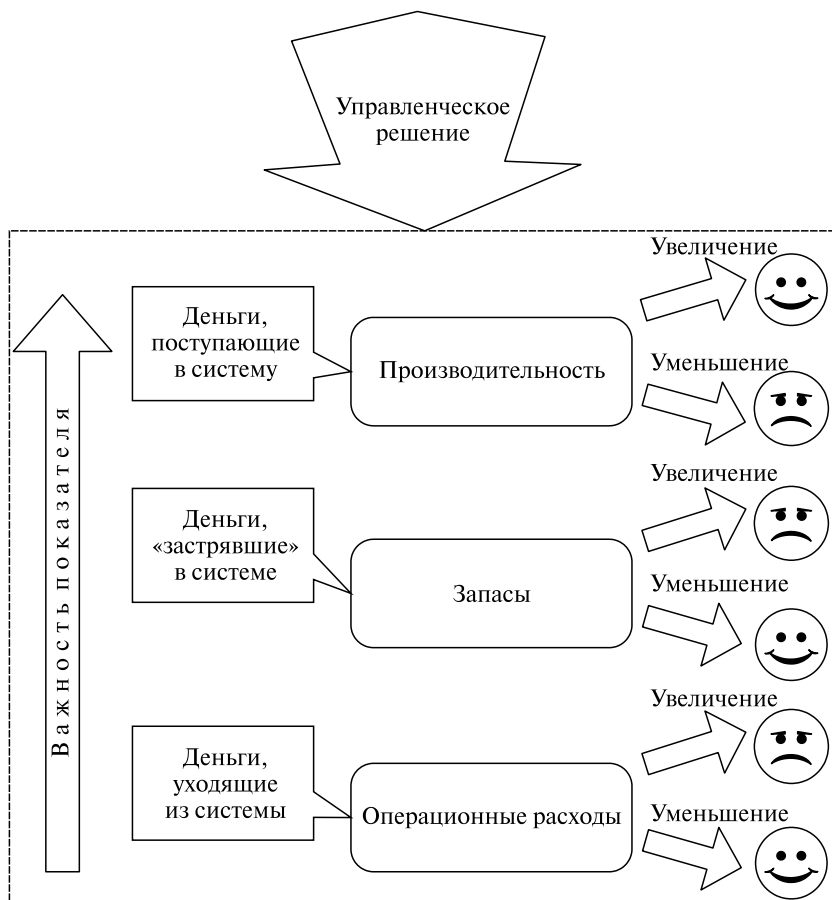 Управленческое
решение
Увеличение
Деньги,
поступающие
в систему
Производительность
Уменьшение
Увеличение
Деньги,
«застрявшие»
в системе
Запасы
Уменьшение
Увеличение
Деньги,
уходящие
из системы
Операционные расходы
Уменьшение
Важность показателя